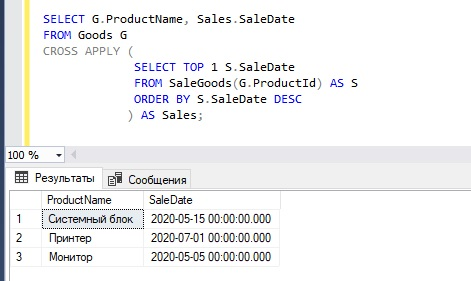 SELECT G.ProductName, Sales.SaleDate
FROM Goods G
CROSS APPLY (
SELECT TOP 1 S.SaleDate
FROM SaleGoods(G.ProductId) AS S
ORDER BY S.SaleDate DESC
) AS Sales;
100 %
Результаты Сообщения
ProductName SaleDate
1 Системный блок 2020-05-15 00:00:00.000
2 Принтер 2020-07-01 00:00:00.000
3 Монитор 2020-05-05 00:00:00.000